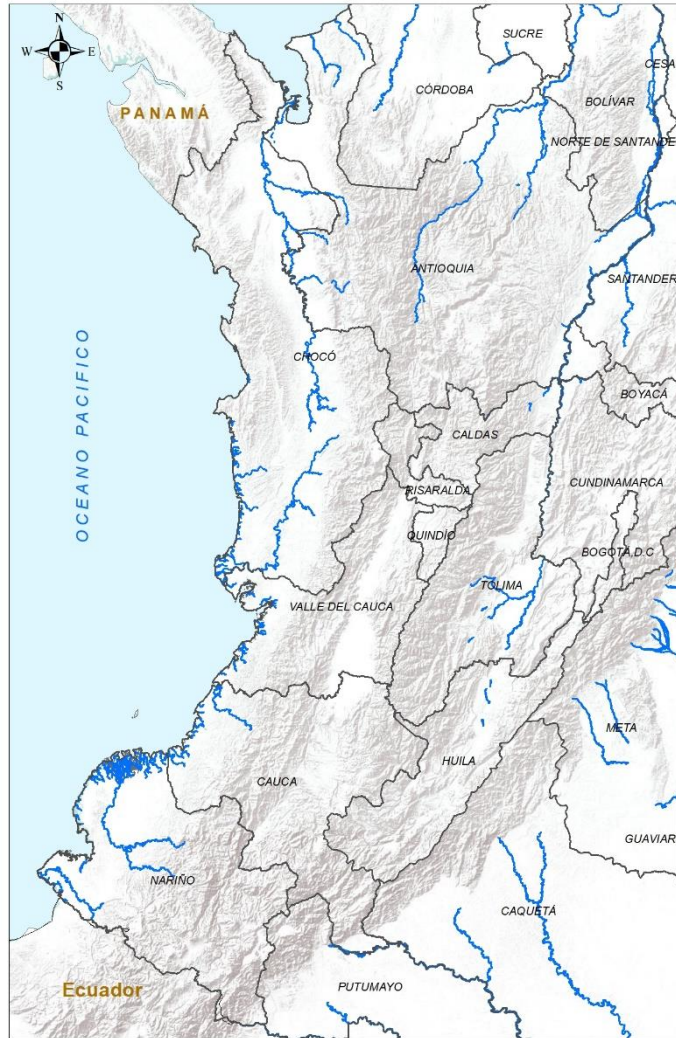 N
W E
S
SUCRE
CESA
CÓRDOBA
BOLÍVAR
PANAMÁ
NORTE DE SANTANDE
ANTIOQUIA
SANTANDER
OCEANO PACIFICO
CHOCÓ
BOYACÁ
CALDAS
CUNDINAMARCA
RISARALDA
QUINDÍO
BOGOTÁ, D.C
TOLIMA
VALLE DEL CAUCA
META
HUILA
CAUCA
GUAVIAR
NARIÑO
CAQUETÁ
Ecuador
PUTUMAYO